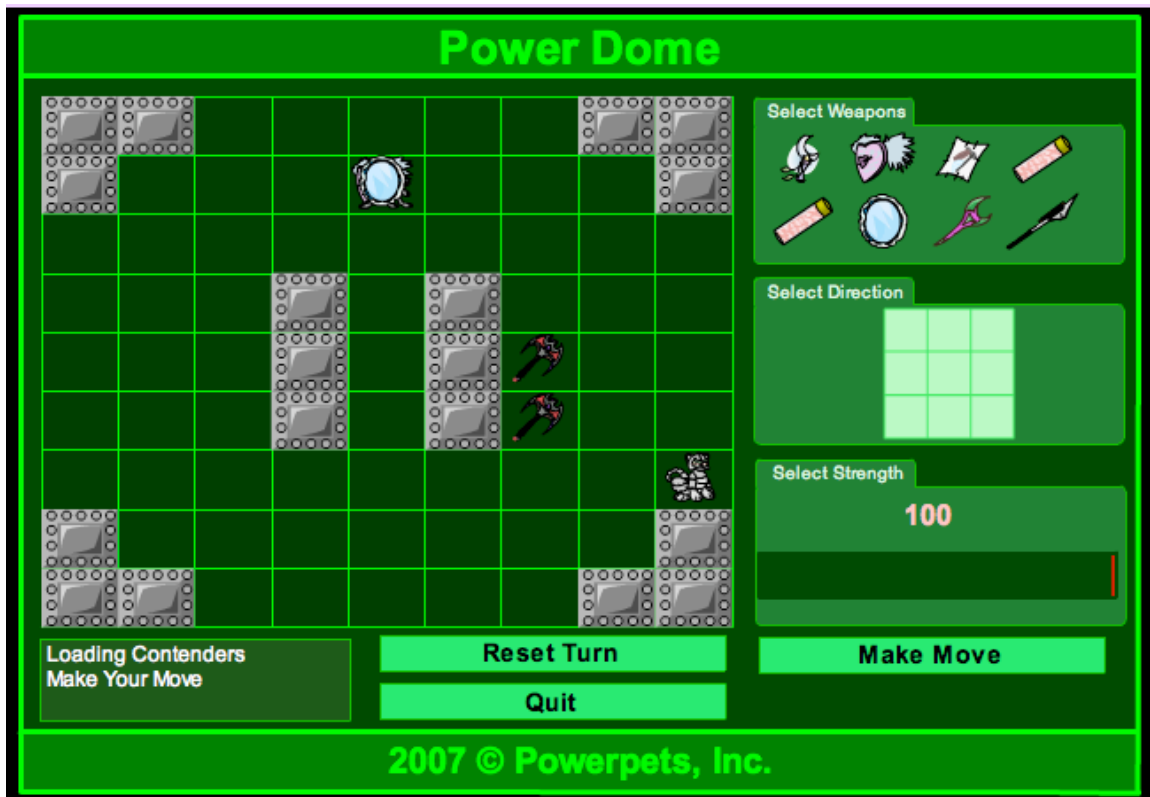 Power Dome
Select Weapons
Select Direction
Select Strength
100
Loading Contenders
Make Your Move
Reset Turn
Quit
Make Move
2007 © Powerpets, Inc.